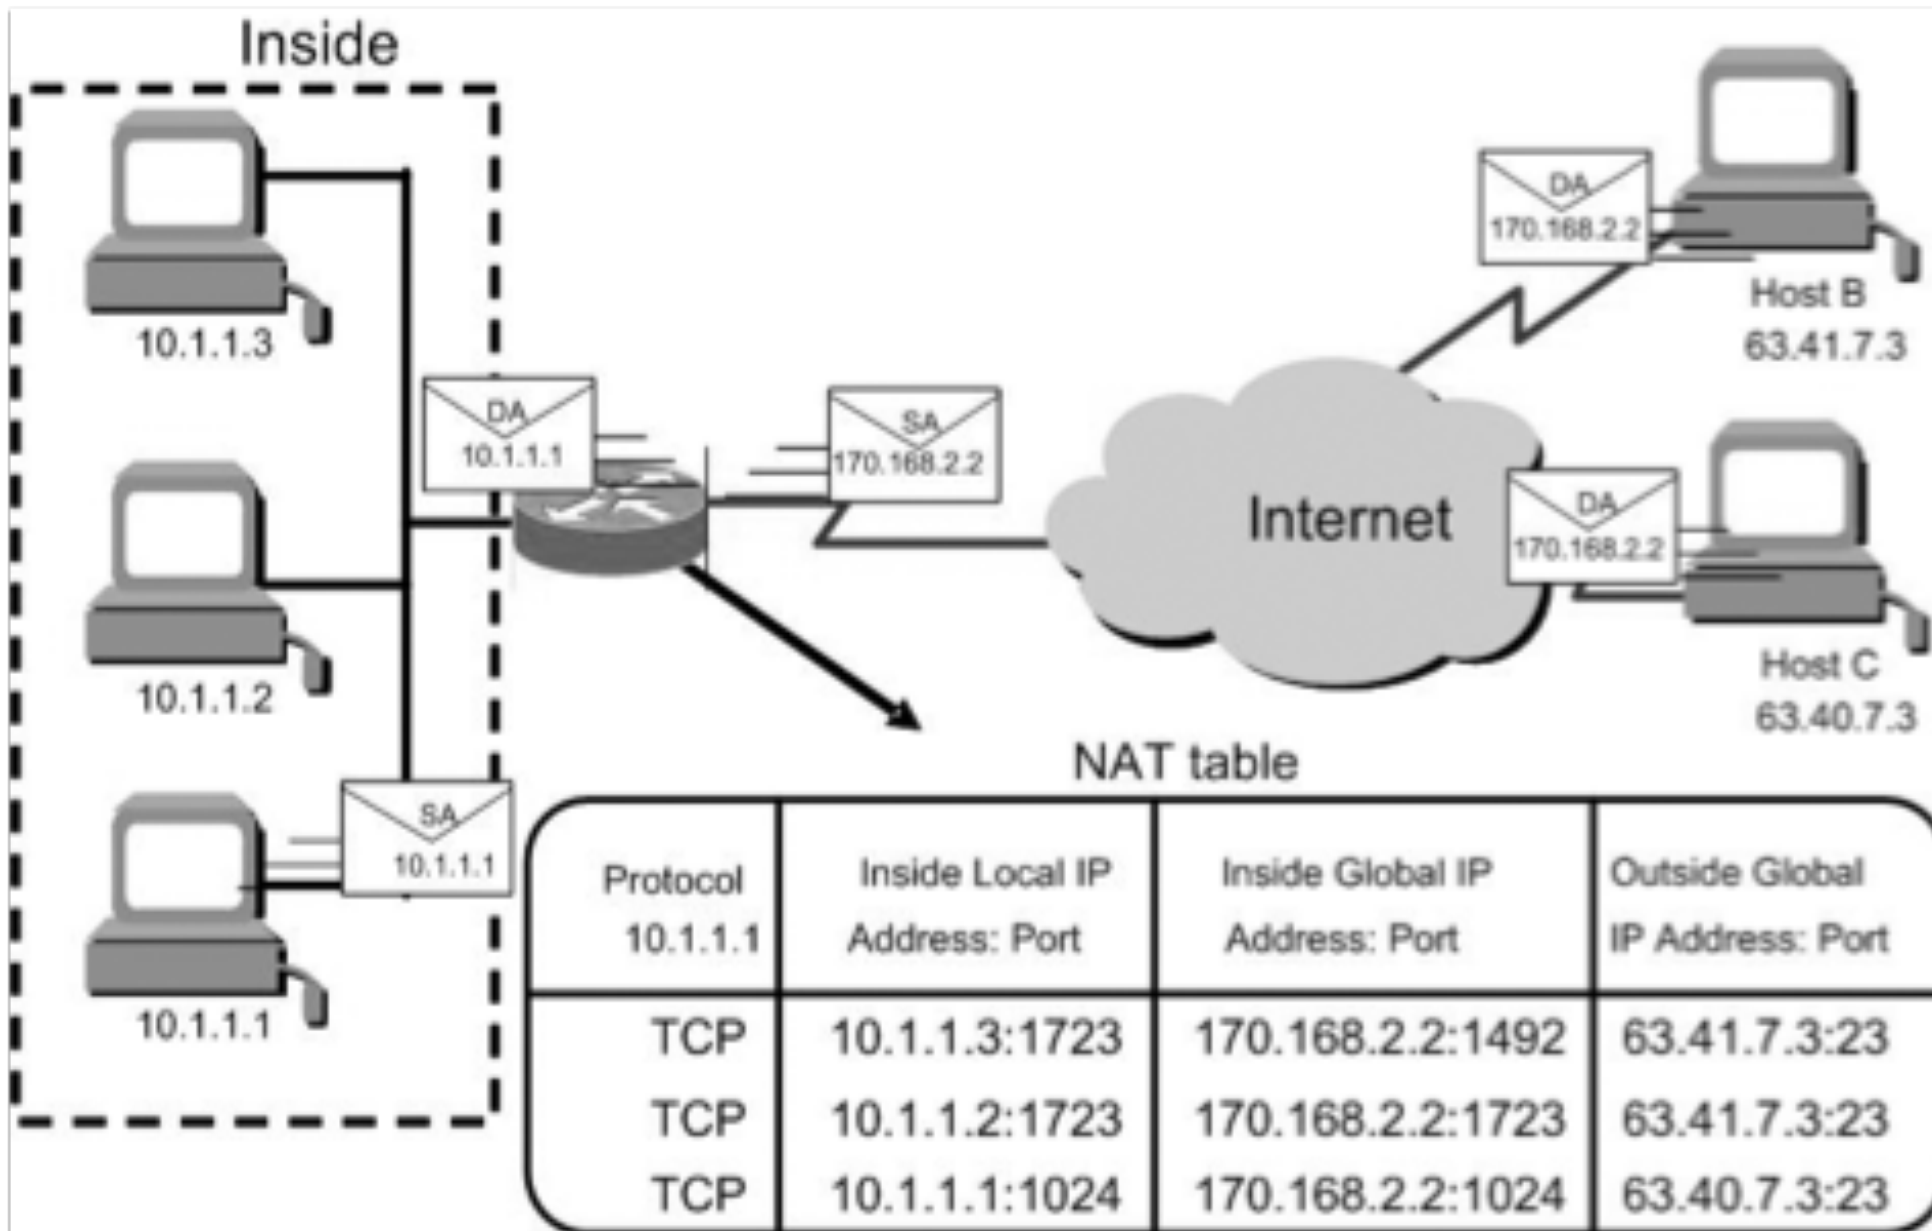 Inside
10.1.1.3
10.1.1.2
10.1.1.1
DA
10.1.1.1
SA
10.1.1.1
SA
170.168.2.2
Internet
DA
170.168.2.2
Host B
63.41.7.3
DA
170.168.2.2
Host C
63.40.7.3
NAT table
Protocol
10.1.1.1
Inside Local IP
Address: Port
Inside Global IP
Address: Port
Outside Global
IP Address: Port
TCP 10.1.1.3:1723 170.168.2.2:1492 63.41.7.3:23
TCP 10.1.1.2:1723 170.168.2.2:1723 63.41.7.3:23
TCP 10.1.1.1:1024 170.168.2.2:1024 63.40.7.3:23